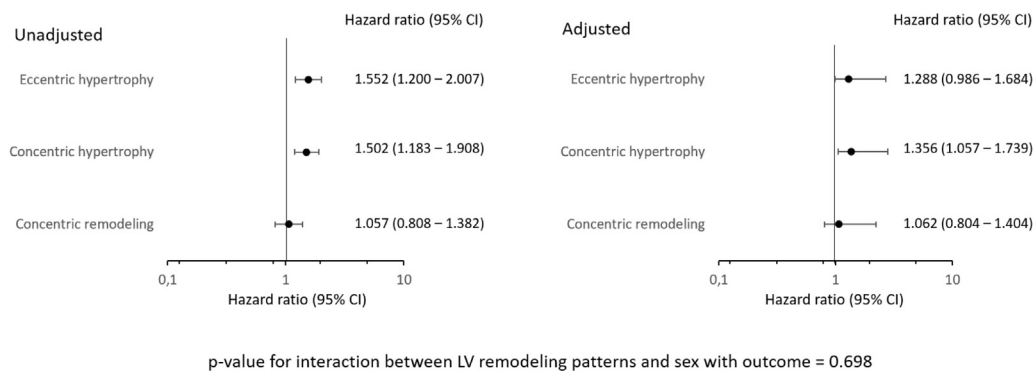 Unadjusted
Hazard ratio (95% CI)
Eccentric hypertrophy
1.552 (1.200 – 2.007)
Concentric hypertrophy
1.502 (1.183 – 1.908)
Concentric remodeling
1.057 (0.808 – 1.382)
0,1 1 10
Hazard ratio (95% CI)
Adjusted
Hazard ratio (95% CI)
Eccentric hypertrophy
1.288 (0.986 – 1.684)
Concentric hypertrophy
1.356 (1.057 – 1.739)
Concentric remodeling
1.062 (0.804 – 1.404)
0,1 1 10
Hazard ratio (95% CI)
p-value for interaction between LV remodeling patterns and sex with outcome = 0.698